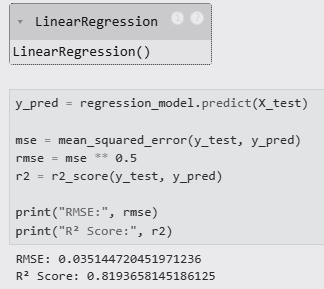 ▾ LinearRegression i ?
LinearRegression()
y_pred = regression_model.predict(X_test)
mse = mean_squared_error(y_test, y_pred)
rmse = mse ** 0.5
r2 = r2_score(y_test, y_pred)
print("RMSE:", rmse)
print("R² Score:", r2)
RMSE: 0.035144720451971236
R² Score: 0.8193658145186125